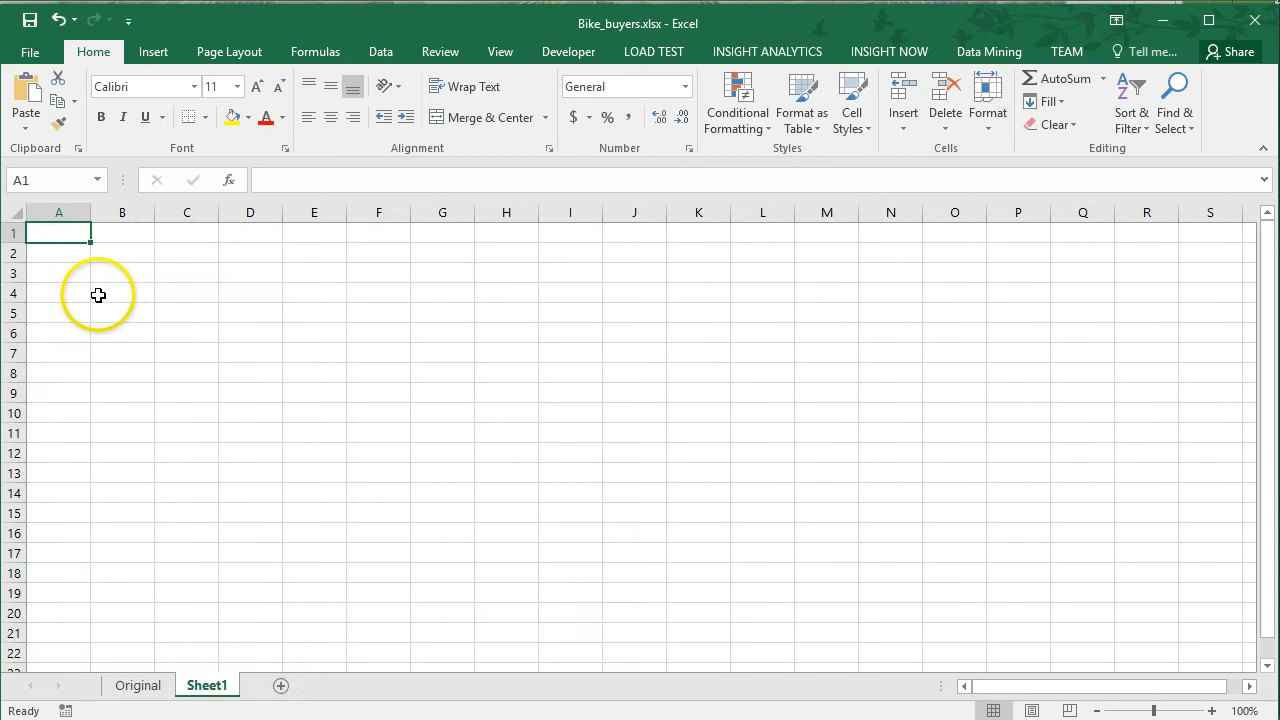 Bike_buyers.xlsx - Excel
File Home Insert Page Layout Formulas Data Review View Developer LOAD TEST INSIGHT ANALYTICS INSIGHT NOW Data Mining TEAM Tell me... Share
Paste
Clipboard
Calibri 11
B I U A
Font
Wrap Text
Merge & Center
Alignment
General
$ % ,
Number
Conditional Formatting
Format as Table
Cell Styles
Styles
Insert Delete Format
Cells
AutoSum
Fill
Clear
Sort & Filter
Find & Select
Editing
A1 fx
A B C D E F G H I J K L M N O P Q R S
1
2
3
4
5
6
7
8
9
10
11
12
13
14
15
16
17
18
19
20
21
22
Original Sheet1
Ready 100%